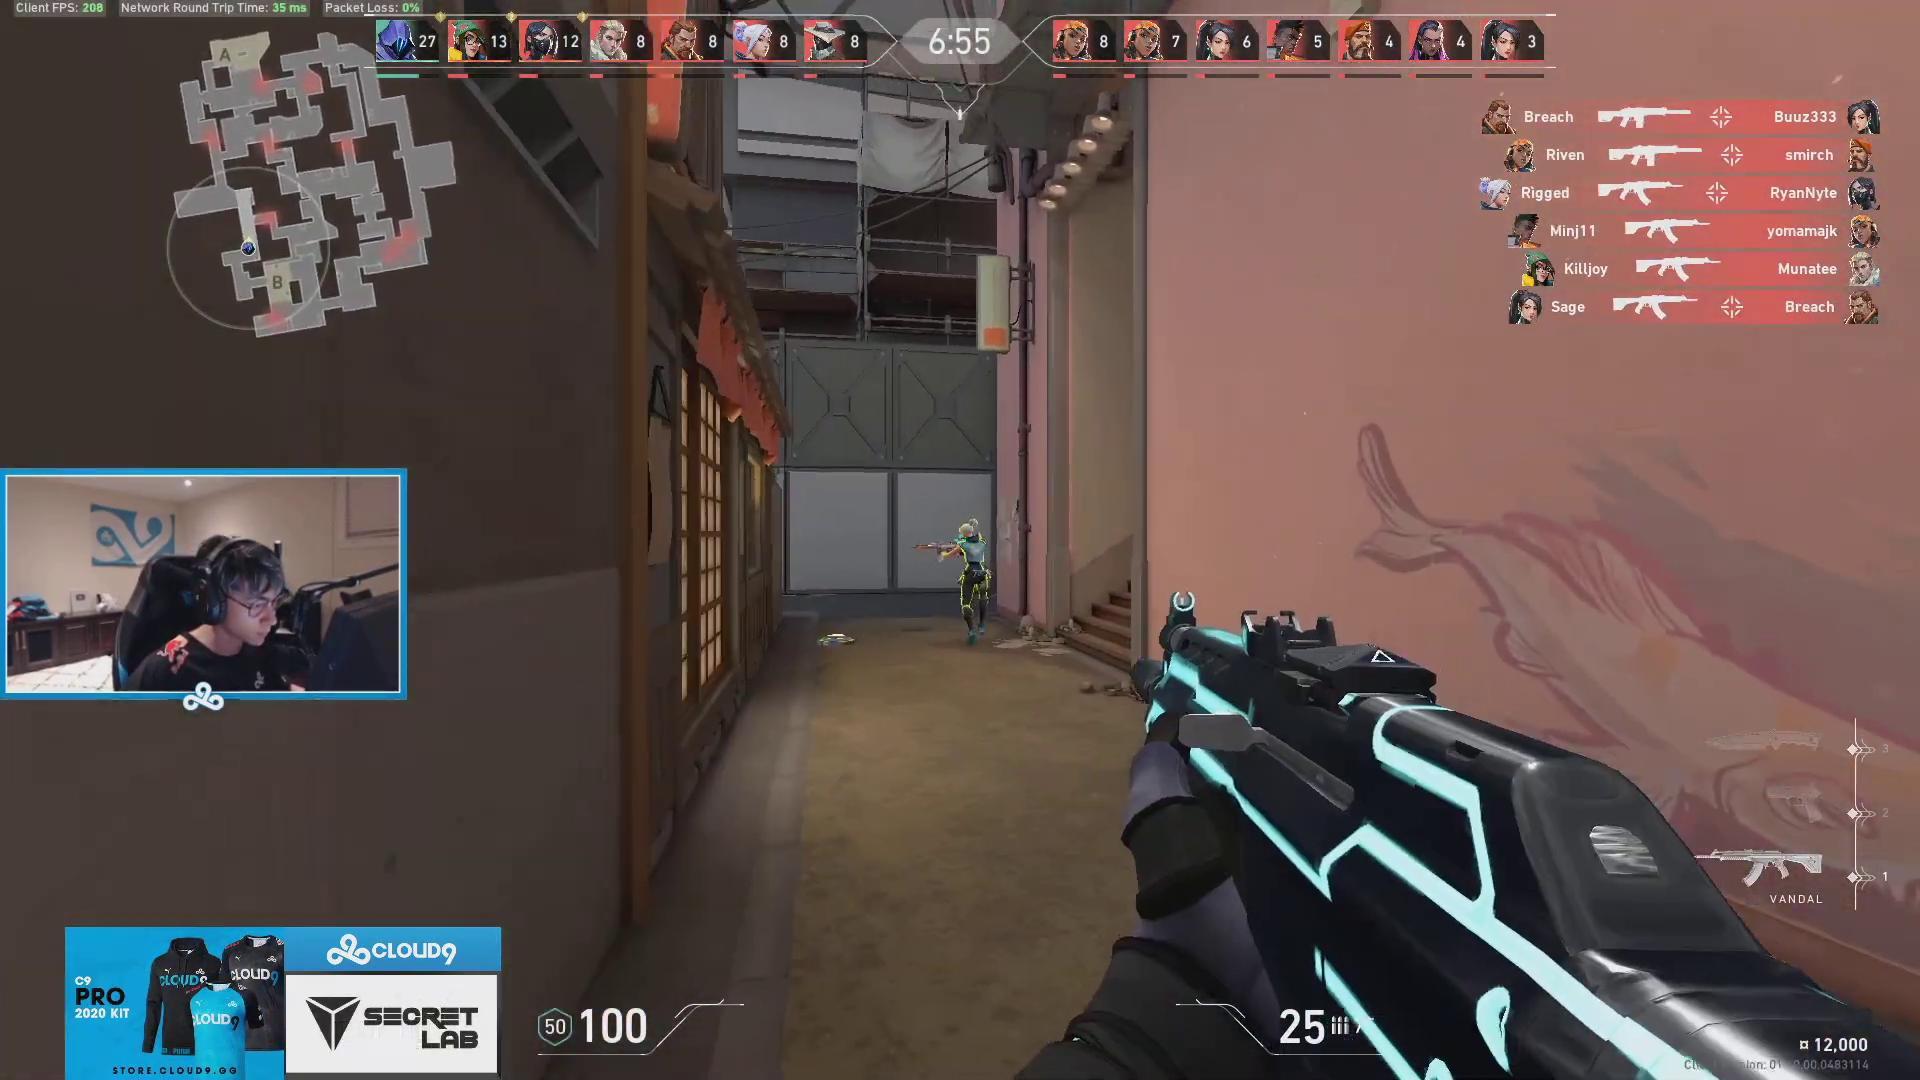 Client FPS: 208 Network Round Trip Time: 35 ms Packet Loss: 0%
27 13 12 8 8 8 8
6:55
8 7 6 5 4 4 3
A
B
Breach Buuz333
Riven smirch
Rigged RyanNyte
Minj11 yomamajk
Killjoy Munatee
Sage Breach
3
2
1
VANDAL
C9
PRO
2020 KIT
CLOUD9
CLOUD9
CLOUD9
STORE.CLOUD9.GG
CLOUD9
SECRET
LAB
50 100
25
12,000